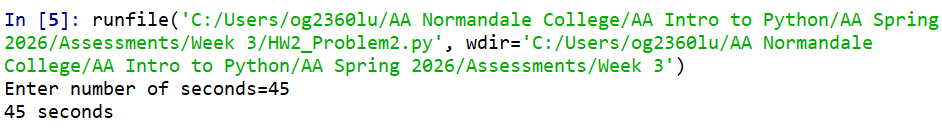 In [5]: runfile('C:/Users/og2360lu/AA Normandale College/AA Intro to Python/AA Spring
2026/Assessments/Week 3/HW2_Problem2.py', wdir='C:/Users/og2360lu/AA Normandale
College/AA Intro to Python/AA Spring 2026/Assessments/Week 3')
Enter number of seconds=45
45 seconds